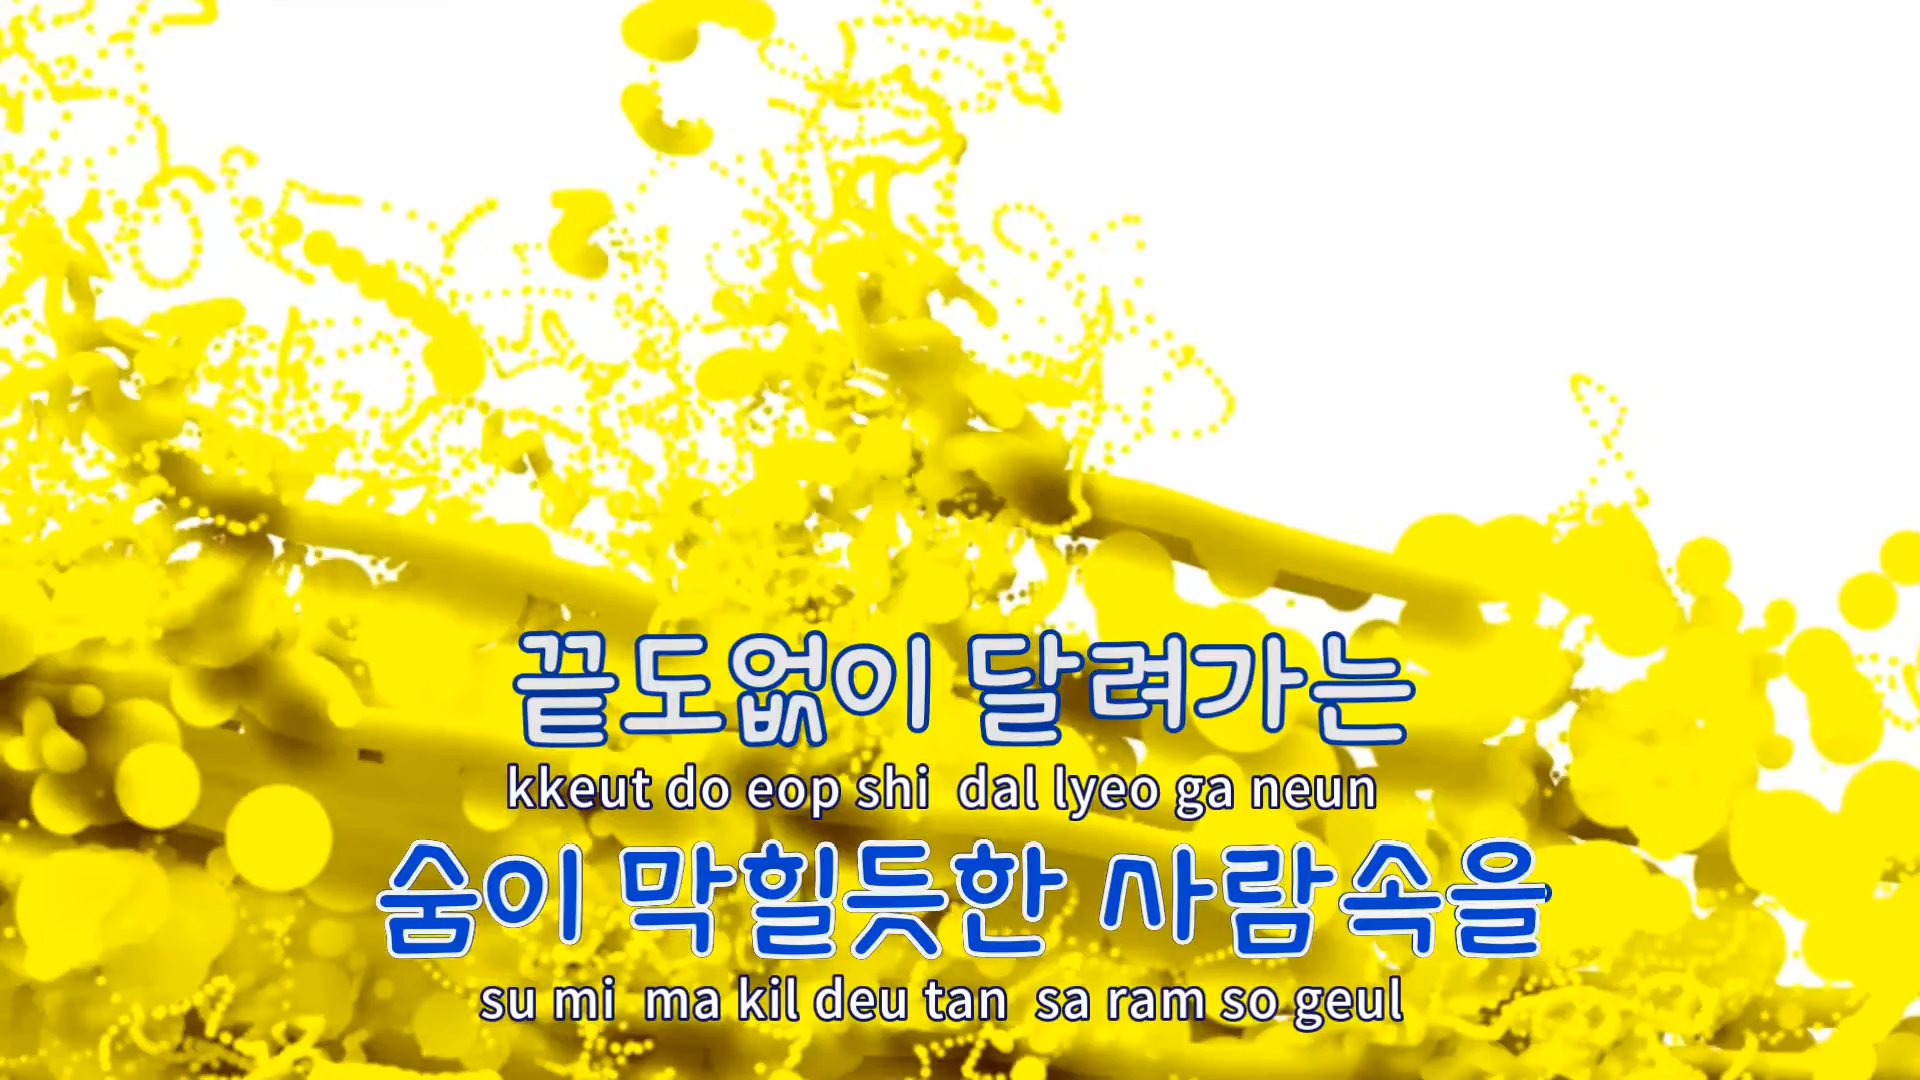 끝도없이 달려가는
kkeut do eop shi dal lyeo ga neun
숨이 막힐듯한 사람속을
su mi ma kil deu tan sa ram so geul